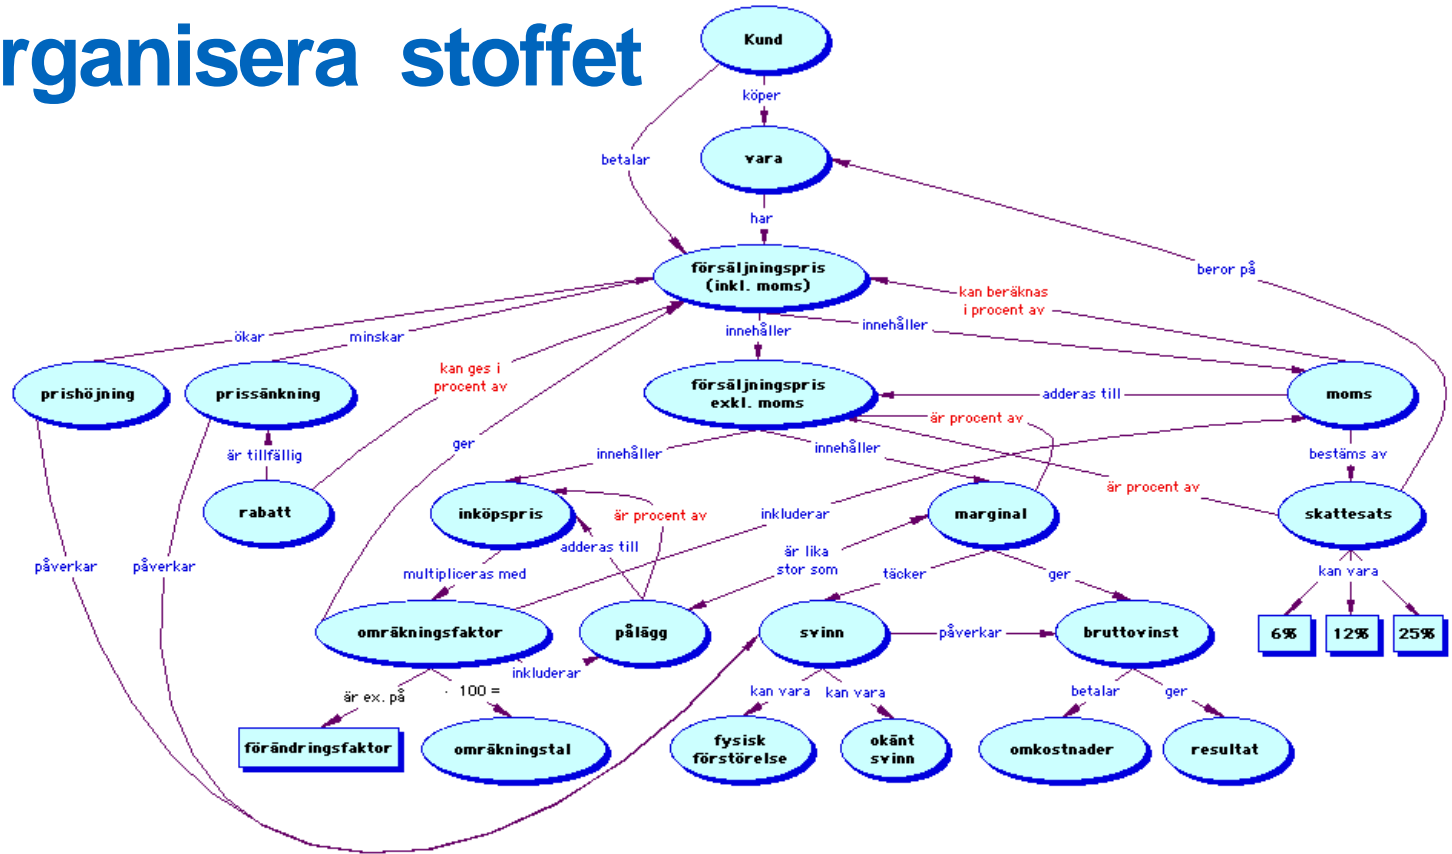 rganisera stoffet
Kund
köper
betalar
vara
har
försäljningspris
(inkl. moms)
beror på
kan beräknas
i procent av
ökar
minskar
innehåller
innehåller
kan ges i
procent av
prishöjning
prissänkning
försäljningspris
exkl. moms
adderas till
moms
är procent av
ger
innehåller
innehåller
är tillfällig
bestäms av
är procent av
rabatt
inköpspris
är procent av
inkluderar
marginal
skattesats
adderas till
är lika
stor som
påverkar
påverkar
multipliceras med
täcker
ger
kan vara
omräkningsfaktor
pålägg
svinn
påverkar
bruttovinst
6%
12%
25%
inkluderar
är ex. på
· 100 =
kan vara
kan vara
betalar
ger
förändringsfaktor
omräkningstal
fysisk
förstörelse
okänt
svinn
omkostnader
resultat